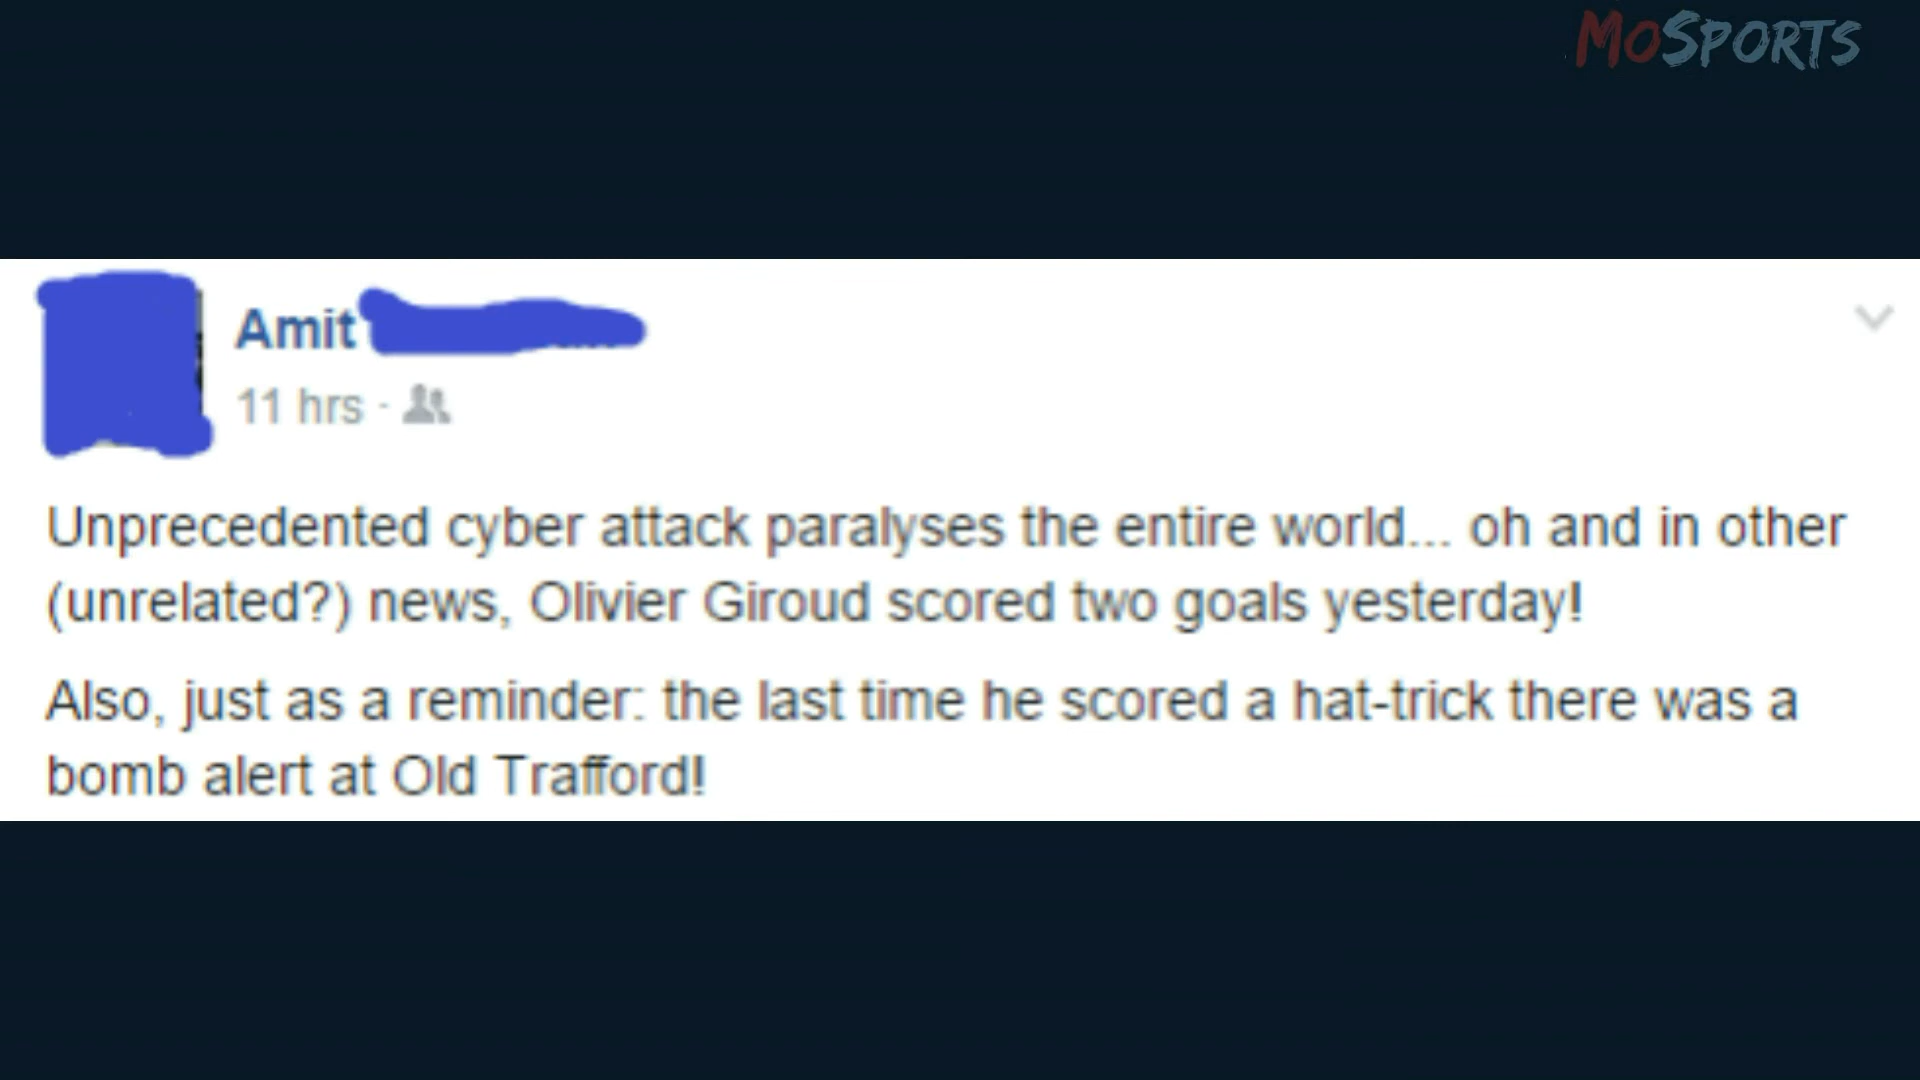 MoSPORTS
Amit
11 hrs ·
Unprecedented cyber attack paralyses the entire world... oh and in other
(unrelated?) news, Olivier Giroud scored two goals yesterday!
Also, just as a reminder: the last time he scored a hat-trick there was a
bomb alert at Old Trafford!